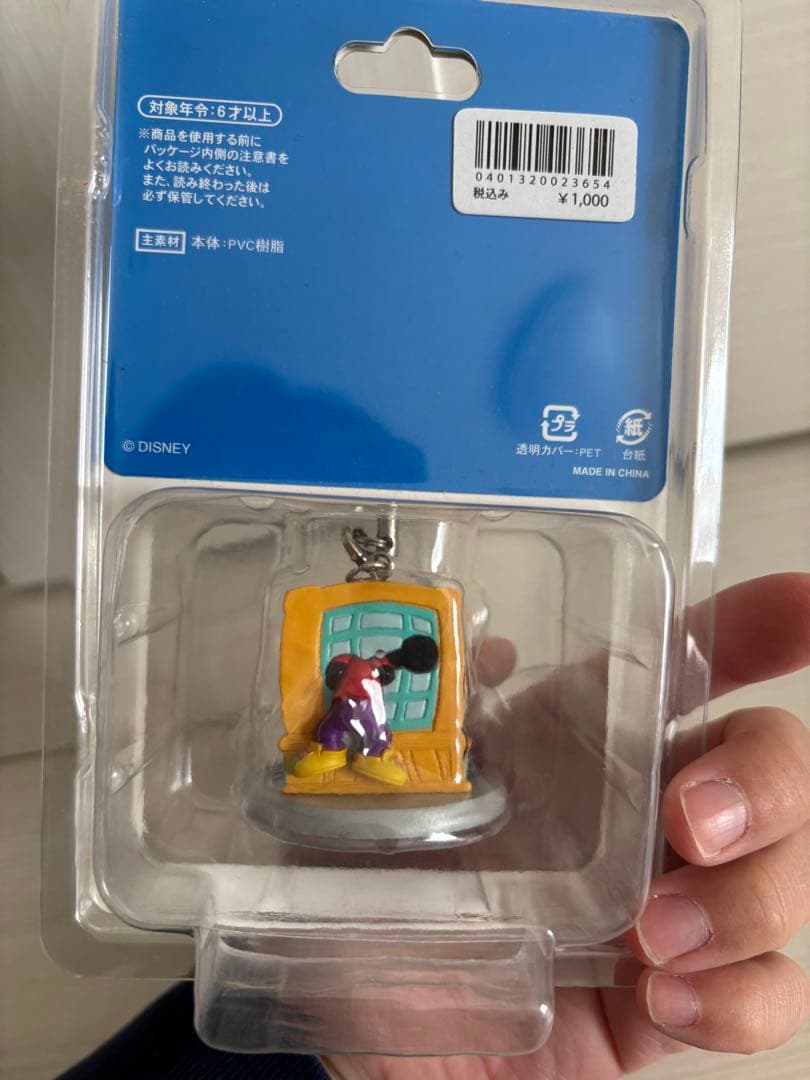 対象年令:6才以上
※商品を使用する前に
パッケージ内側の注意書を
よくお読みください。
また、読み終わった後は
必ず保管してください。
主素材 本体:PVC樹脂
0401320023654
税込み ¥1,000
© DISNEY
プラ
透明カバー:PET
紙
台紙
MADE IN CHINA